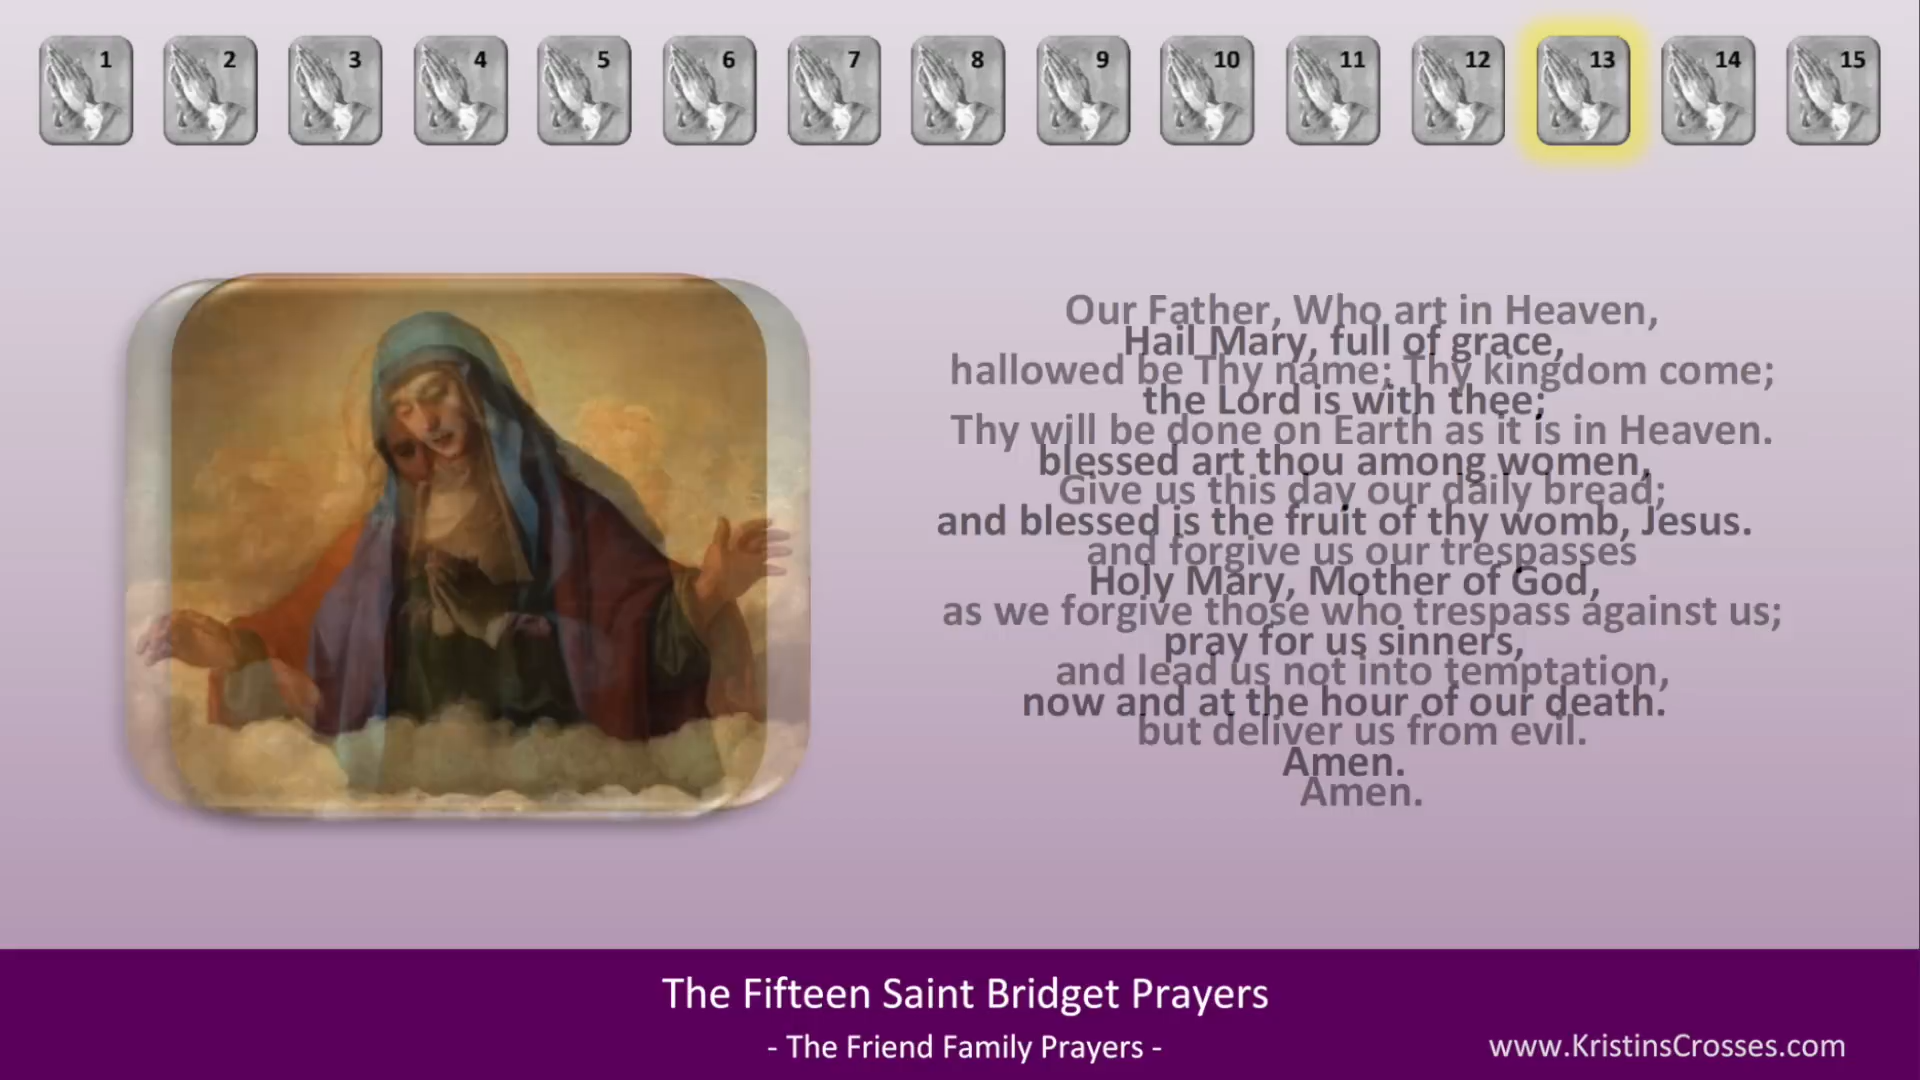 1
2
3
4
5
6
7
8
9
10
11
12
13
14
15
Our Father, Who art in Heaven,
Hail Mary, full of grace,
hallowed be Thy name; Thy kingdom come;
the Lord is with thee;
Thy will be done on Earth as it is in Heaven.
blessed art thou among women,
Give us this day our daily bread;
and blessed is the fruit of thy womb, Jesus.
and forgive us our trespasses
Holy Mary, Mother of God,
as we forgive those who trespass against us;
pray for us sinners,
and lead us not into temptation,
now and at the hour of our death.
but deliver us from evil.
Amen.
Amen.
The Fifteen Saint Bridget Prayers
- The Friend Family Prayers -
www.KristinsCrosses.com